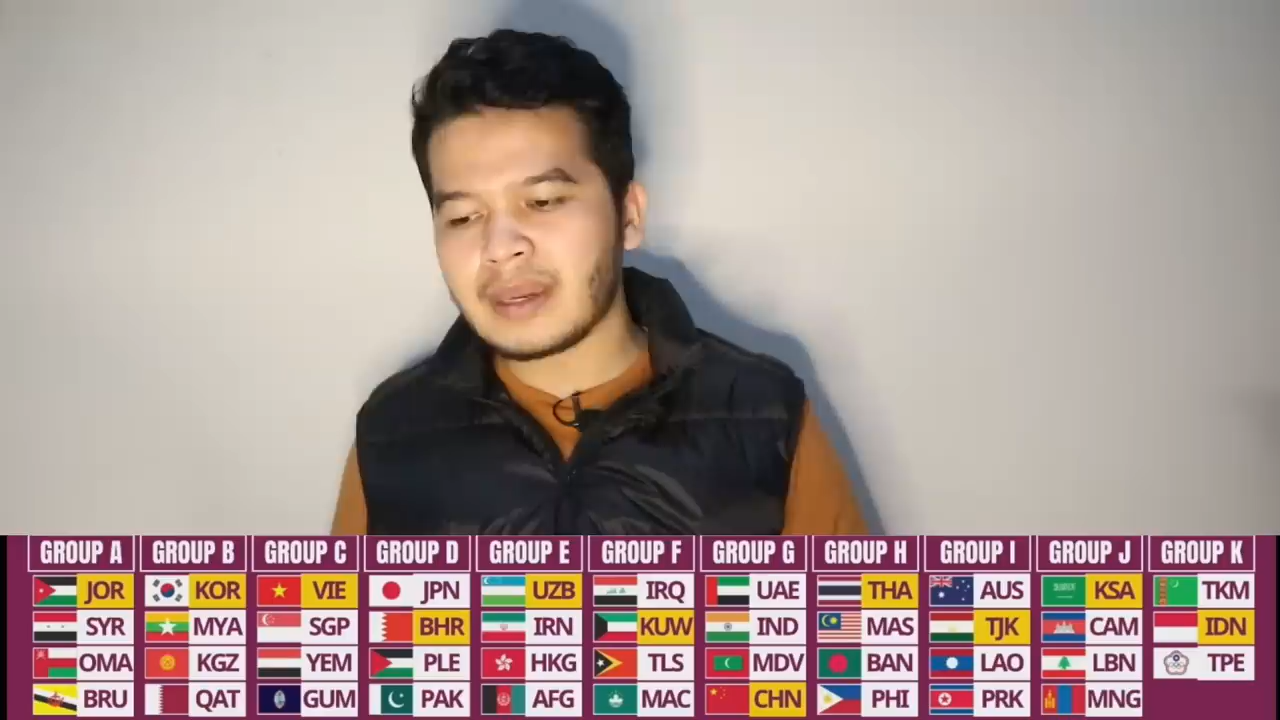 GROUP A GROUP B GROUP C GROUP D GROUP E GROUP F GROUP G GROUP H GROUP I GROUP J GROUP K
JOR KOR VIE JPN UZB IRQ UAE THA AUS KSA TKM
SYR MYA SGP BHR IRN KUW IND MAS TJK CAM IDN
OMA KGZ YEM PLE HKG TLS MDV BAN LAO LBN TPE
BRU QAT GUM PAK AFG MAC CHN PHI PRK MNG